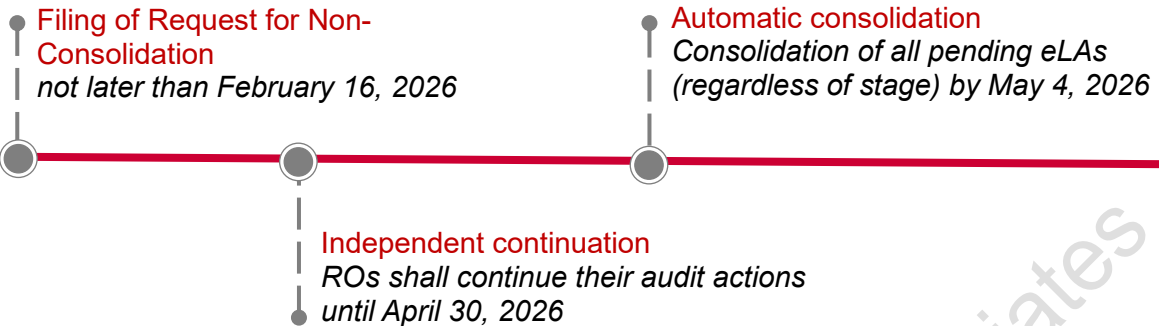 Filing of Request for Non-
Consolidation
not later than February 16, 2026
Automatic consolidation
Consolidation of all pending eLAs
(regardless of stage) by May 4, 2026
Independent continuation
ROs shall continue their audit actions
until April 30, 2026
iates